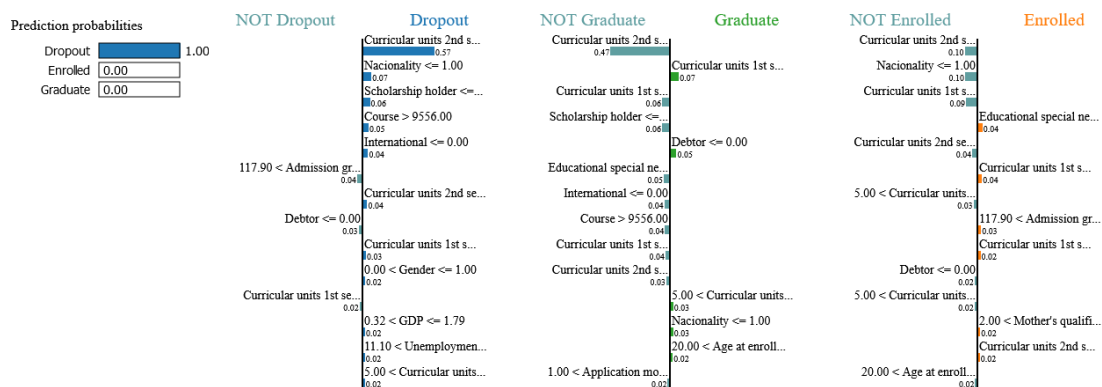 Prediction probabilities
Dropout 1.00
Enrolled 0.00
Graduate 0.00
NOT Dropout Dropout
Curricular units 2nd s...
0.57
Nacionality <= 1.00
0.07
Scholarship holder <=...
0.06
Course > 9556.00
0.05
International <= 0.00
0.04
117.90 < Admission gr...
0.04
Curricular units 2nd se...
0.04
Debtor <= 0.00
0.03
Curricular units 1st s...
0.03
0.00 < Gender <= 1.00
0.02
Curricular units 1st se...
0.02
0.32 < GDP <= 1.79
0.02
11.10 < Unemploymen...
0.02
5.00 < Curricular units...
0.02
NOT Graduate Graduate
Curricular units 2nd s...
0.47
Curricular units 1st s...
0.07
Curricular units 1st s...
0.06
Scholarship holder <=...
0.06
Debtor <= 0.00
0.05
Educational special ne...
0.05
International <= 0.00
0.04
Course > 9556.00
0.04
Curricular units 1st s...
0.04
Curricular units 2nd s...
0.03
5.00 < Curricular units...
0.03
Nacionality <= 1.00
0.03
20.00 < Age at enroll...
0.02
1.00 < Application mo...
0.02
NOT Enrolled Enrolled
Curricular units 2nd s...
0.10
Nacionality <= 1.00
0.10
Curricular units 1st s...
0.09
Educational special ne...
0.04
Curricular units 2nd se...
0.04
Curricular units 1st s...
0.04
5.00 < Curricular units...
0.03
117.90 < Admission gr...
0.03
Curricular units 1st s...
0.02
Debtor <= 0.00
0.02
5.00 < Curricular units...
0.02
2.00 < Mother's qualifi...
0.02
Curricular units 2nd s...
0.02
20.00 < Age at enroll...
0.02